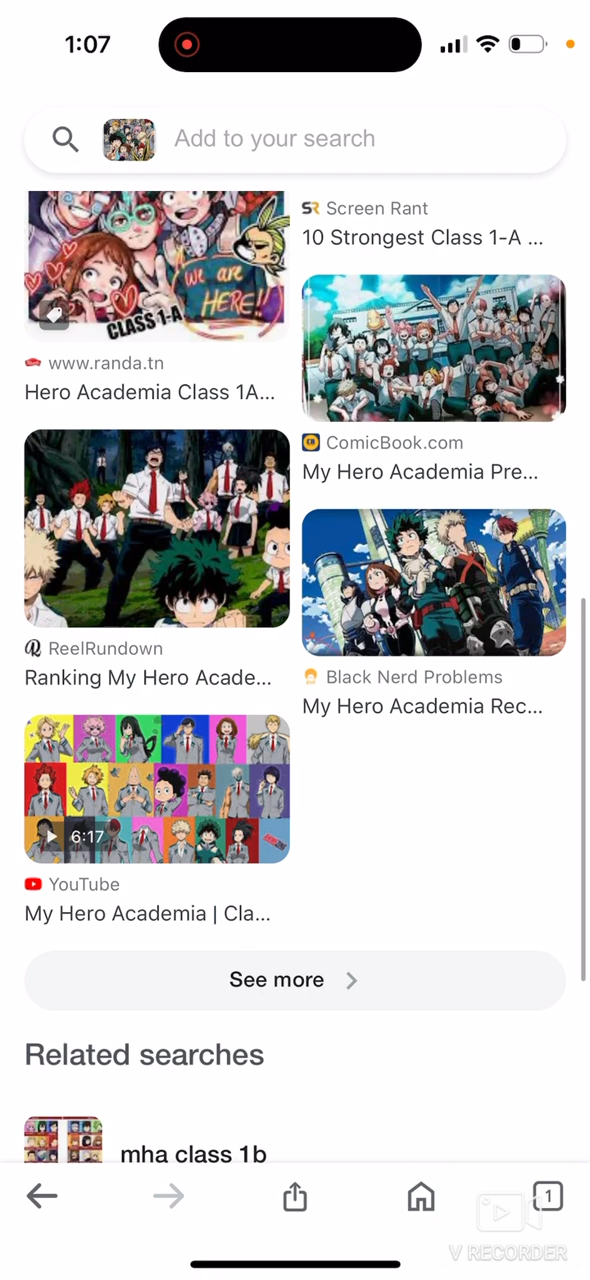 1:07
Add to your search
we are
HERE!!
CLASS 1-A
www.randa.tn
Hero Academia Class 1A...
Screen Rant
10 Strongest Class 1-A ...
ComicBook.com
My Hero Academia Pre...
ReelRundown
Ranking My Hero Acade...
Black Nerd Problems
My Hero Academia Rec...
6:17
YouTube
My Hero Academia | Cla...
See more
Related searches
mha class 1b
1
V RECORDER